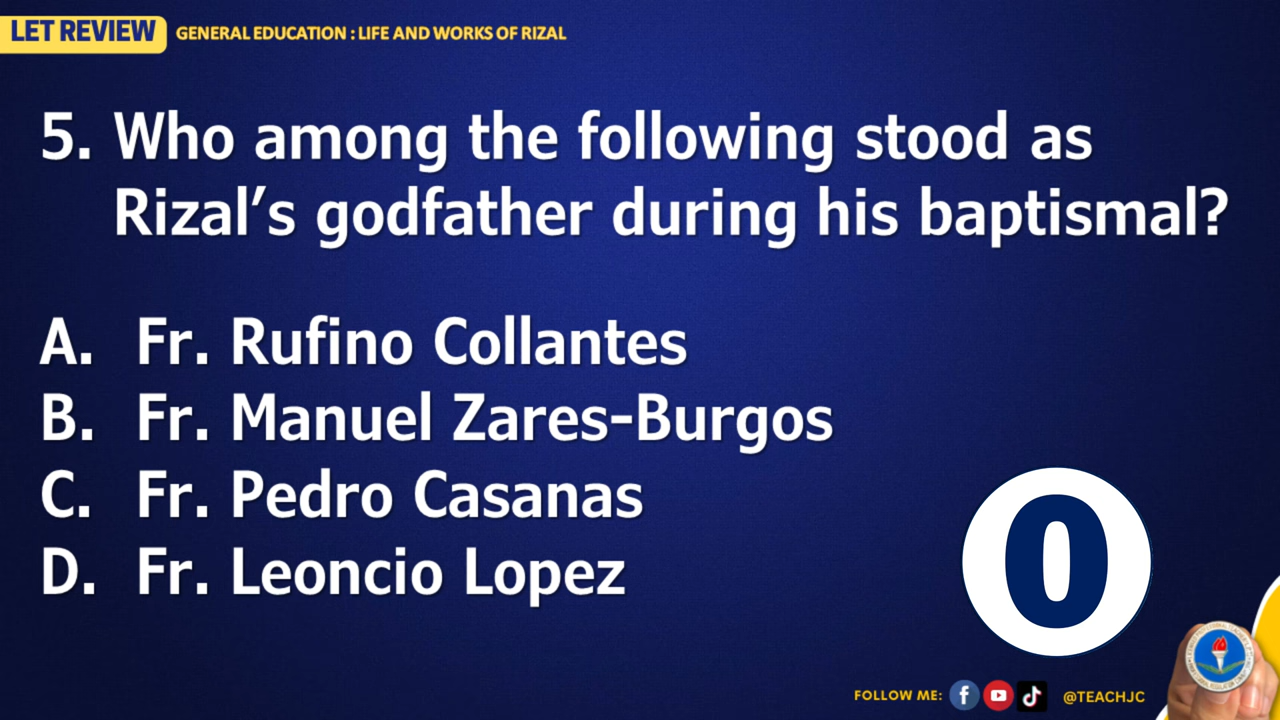 LET REVIEW
GENERAL EDUCATION : LIFE AND WORKS OF RIZAL
5. Who among the following stood as
Rizal’s godfather during his baptismal?
A. Fr. Rufino Collantes
B. Fr. Manuel Zares-Burgos
C. Fr. Pedro Casanas
D. Fr. Leoncio Lopez
0
FOLLOW ME: @TEACHJC